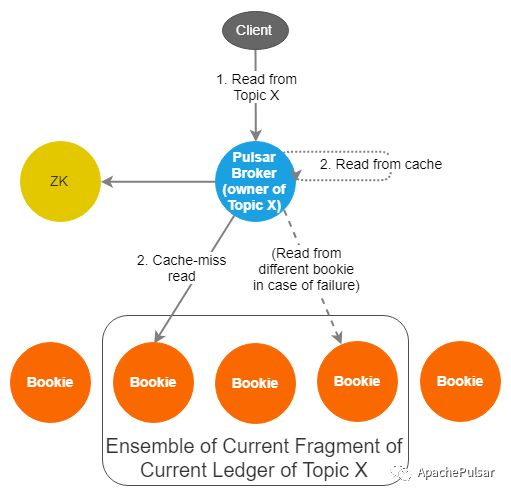 Client
1. Read from
Topic X
Pulsar
Broker
(owner of
Topic X)
2. Read from cache
ZK
2. Cache-miss
read
(Read from
different bookie
in case of failure)
Bookie
Bookie
Bookie
Bookie
Bookie
Ensemble of Current Fragment of
Current Ledger of Topic X
ApachePulsar